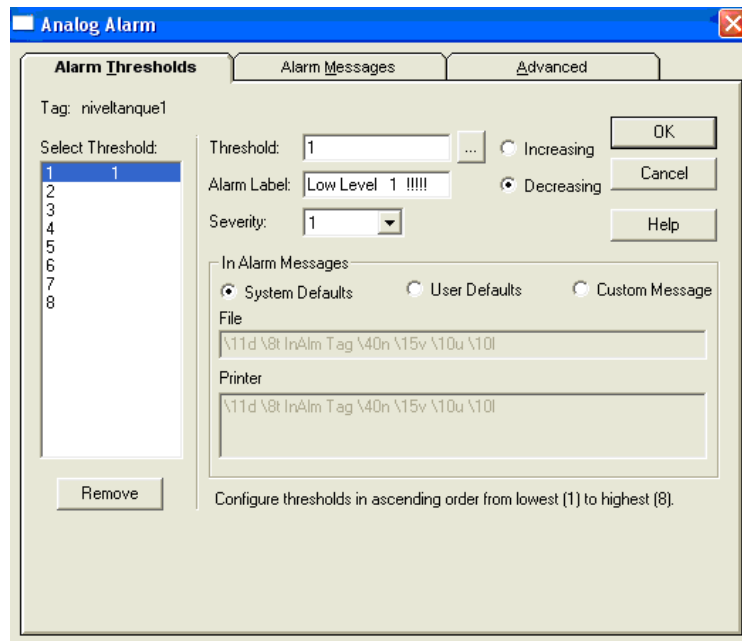 Analog Alarm
Alarm Thresholds
Alarm Messages
Advanced
Tag: niveltanque1
Select Threshold:
1 1
2
3
4
5
6
7
8
Remove
Threshold: 1 ...
Increasing
Alarm Label: Low Level 1 !!!!!
Decreasing
Severity: 1
OK
Cancel
Help
In Alarm Messages
System Defaults
User Defaults
Custom Message
File
\11d \8t InAlm Tag \40n \15v \10u \10l
Printer
\11d \8t InAlm Tag \40n \15v \10u \10l
Configure thresholds in ascending order from lowest (1) to highest (8).